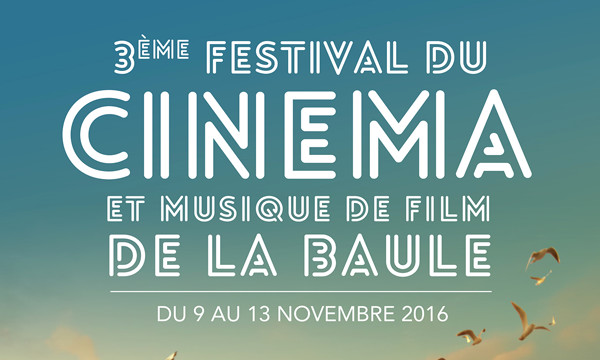 3ÈME FESTIVAL DU
CINEMA
ET MUSIQUE DE FILM
DE LA BAULE
DU 9 AU 13 NOVEMBRE 2016